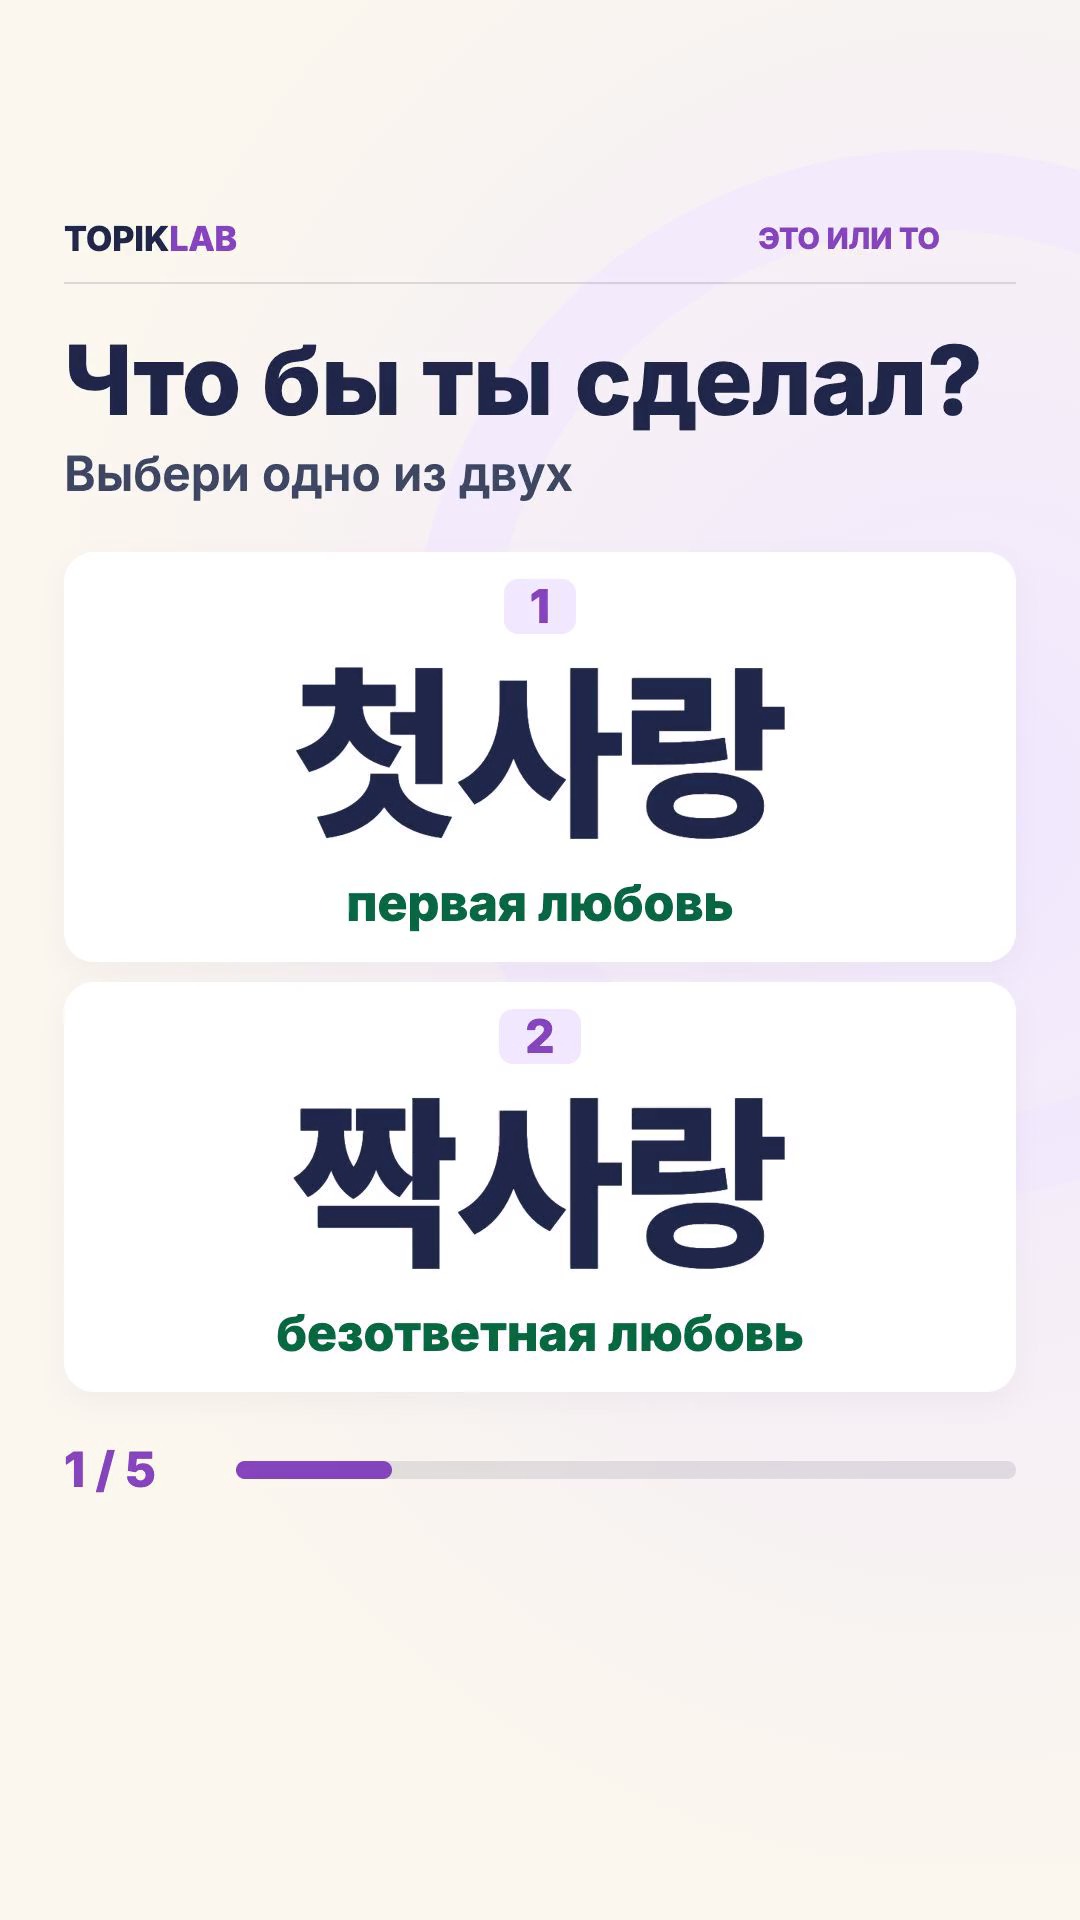 TOPIKLAB
ЭТО ИЛИ ТО
Что бы ты сделал?
Выбери одно из двух
1
첫사랑
первая любовь
2
짝사랑
безответная любовь
1 / 5